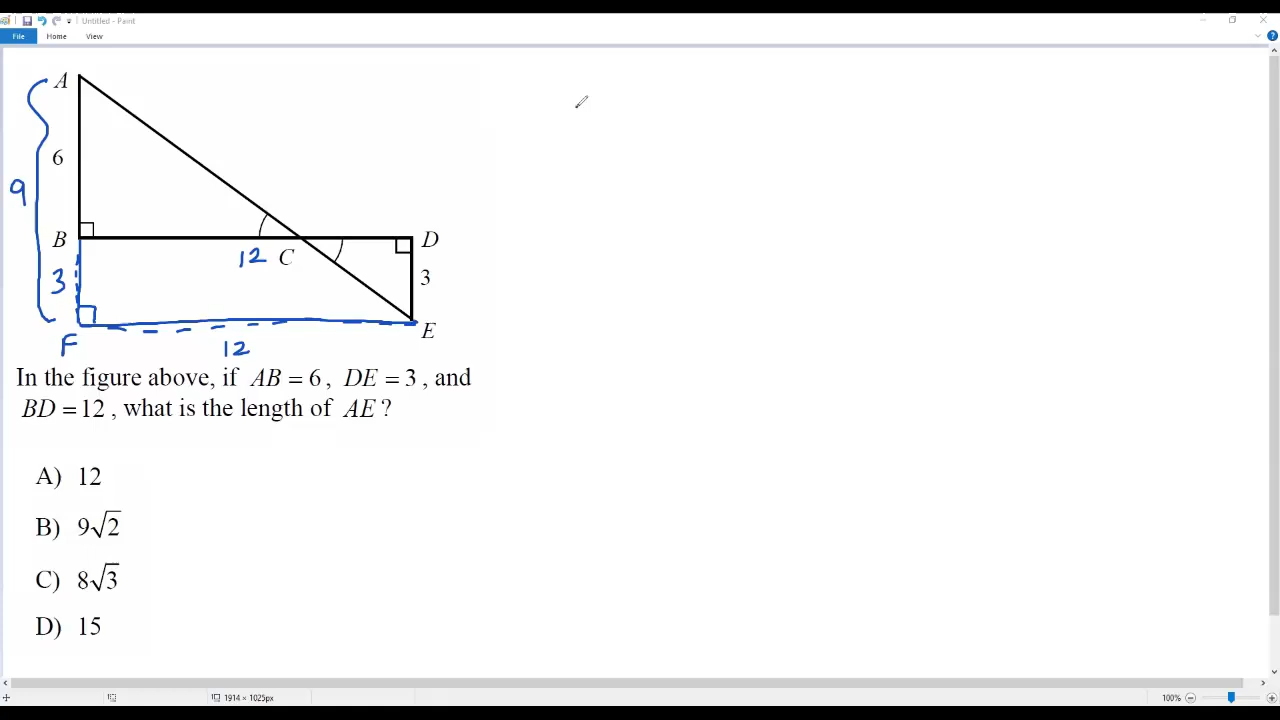 Untitled - Paint
File Home View
A
6
9
B
12
C
D
3
3
F
12
E
In the figure above, if AB = 6, DE = 3, and
BD = 12, what is the length of AE?
A) 12
B) 9√2
C) 8√3
D) 15
1914 × 1025px
100%